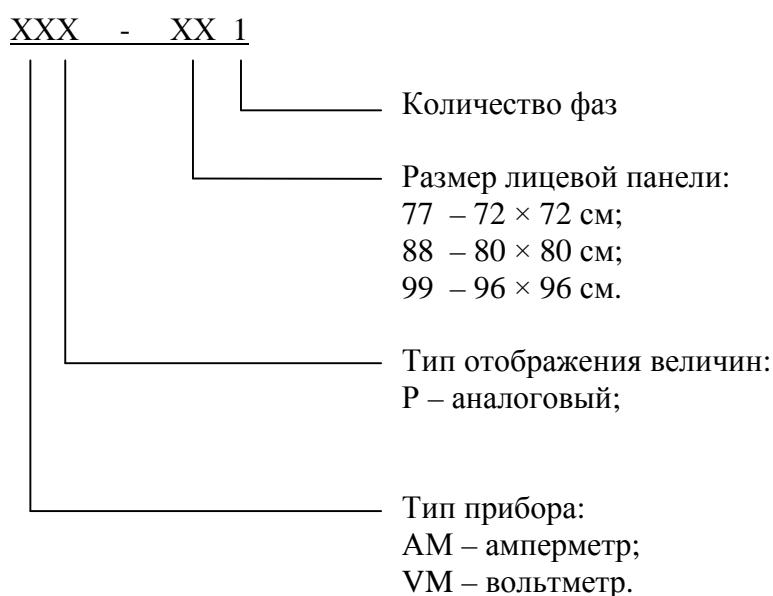 XXX - XX 1
Количество фаз
Размер лицевой панели:
77 – 72 × 72 см;
88 – 80 × 80 см;
99 – 96 × 96 см.
Тип отображения величин:
Р – аналоговый;
Тип прибора:
АМ – амперметр;
VM – вольтметр.